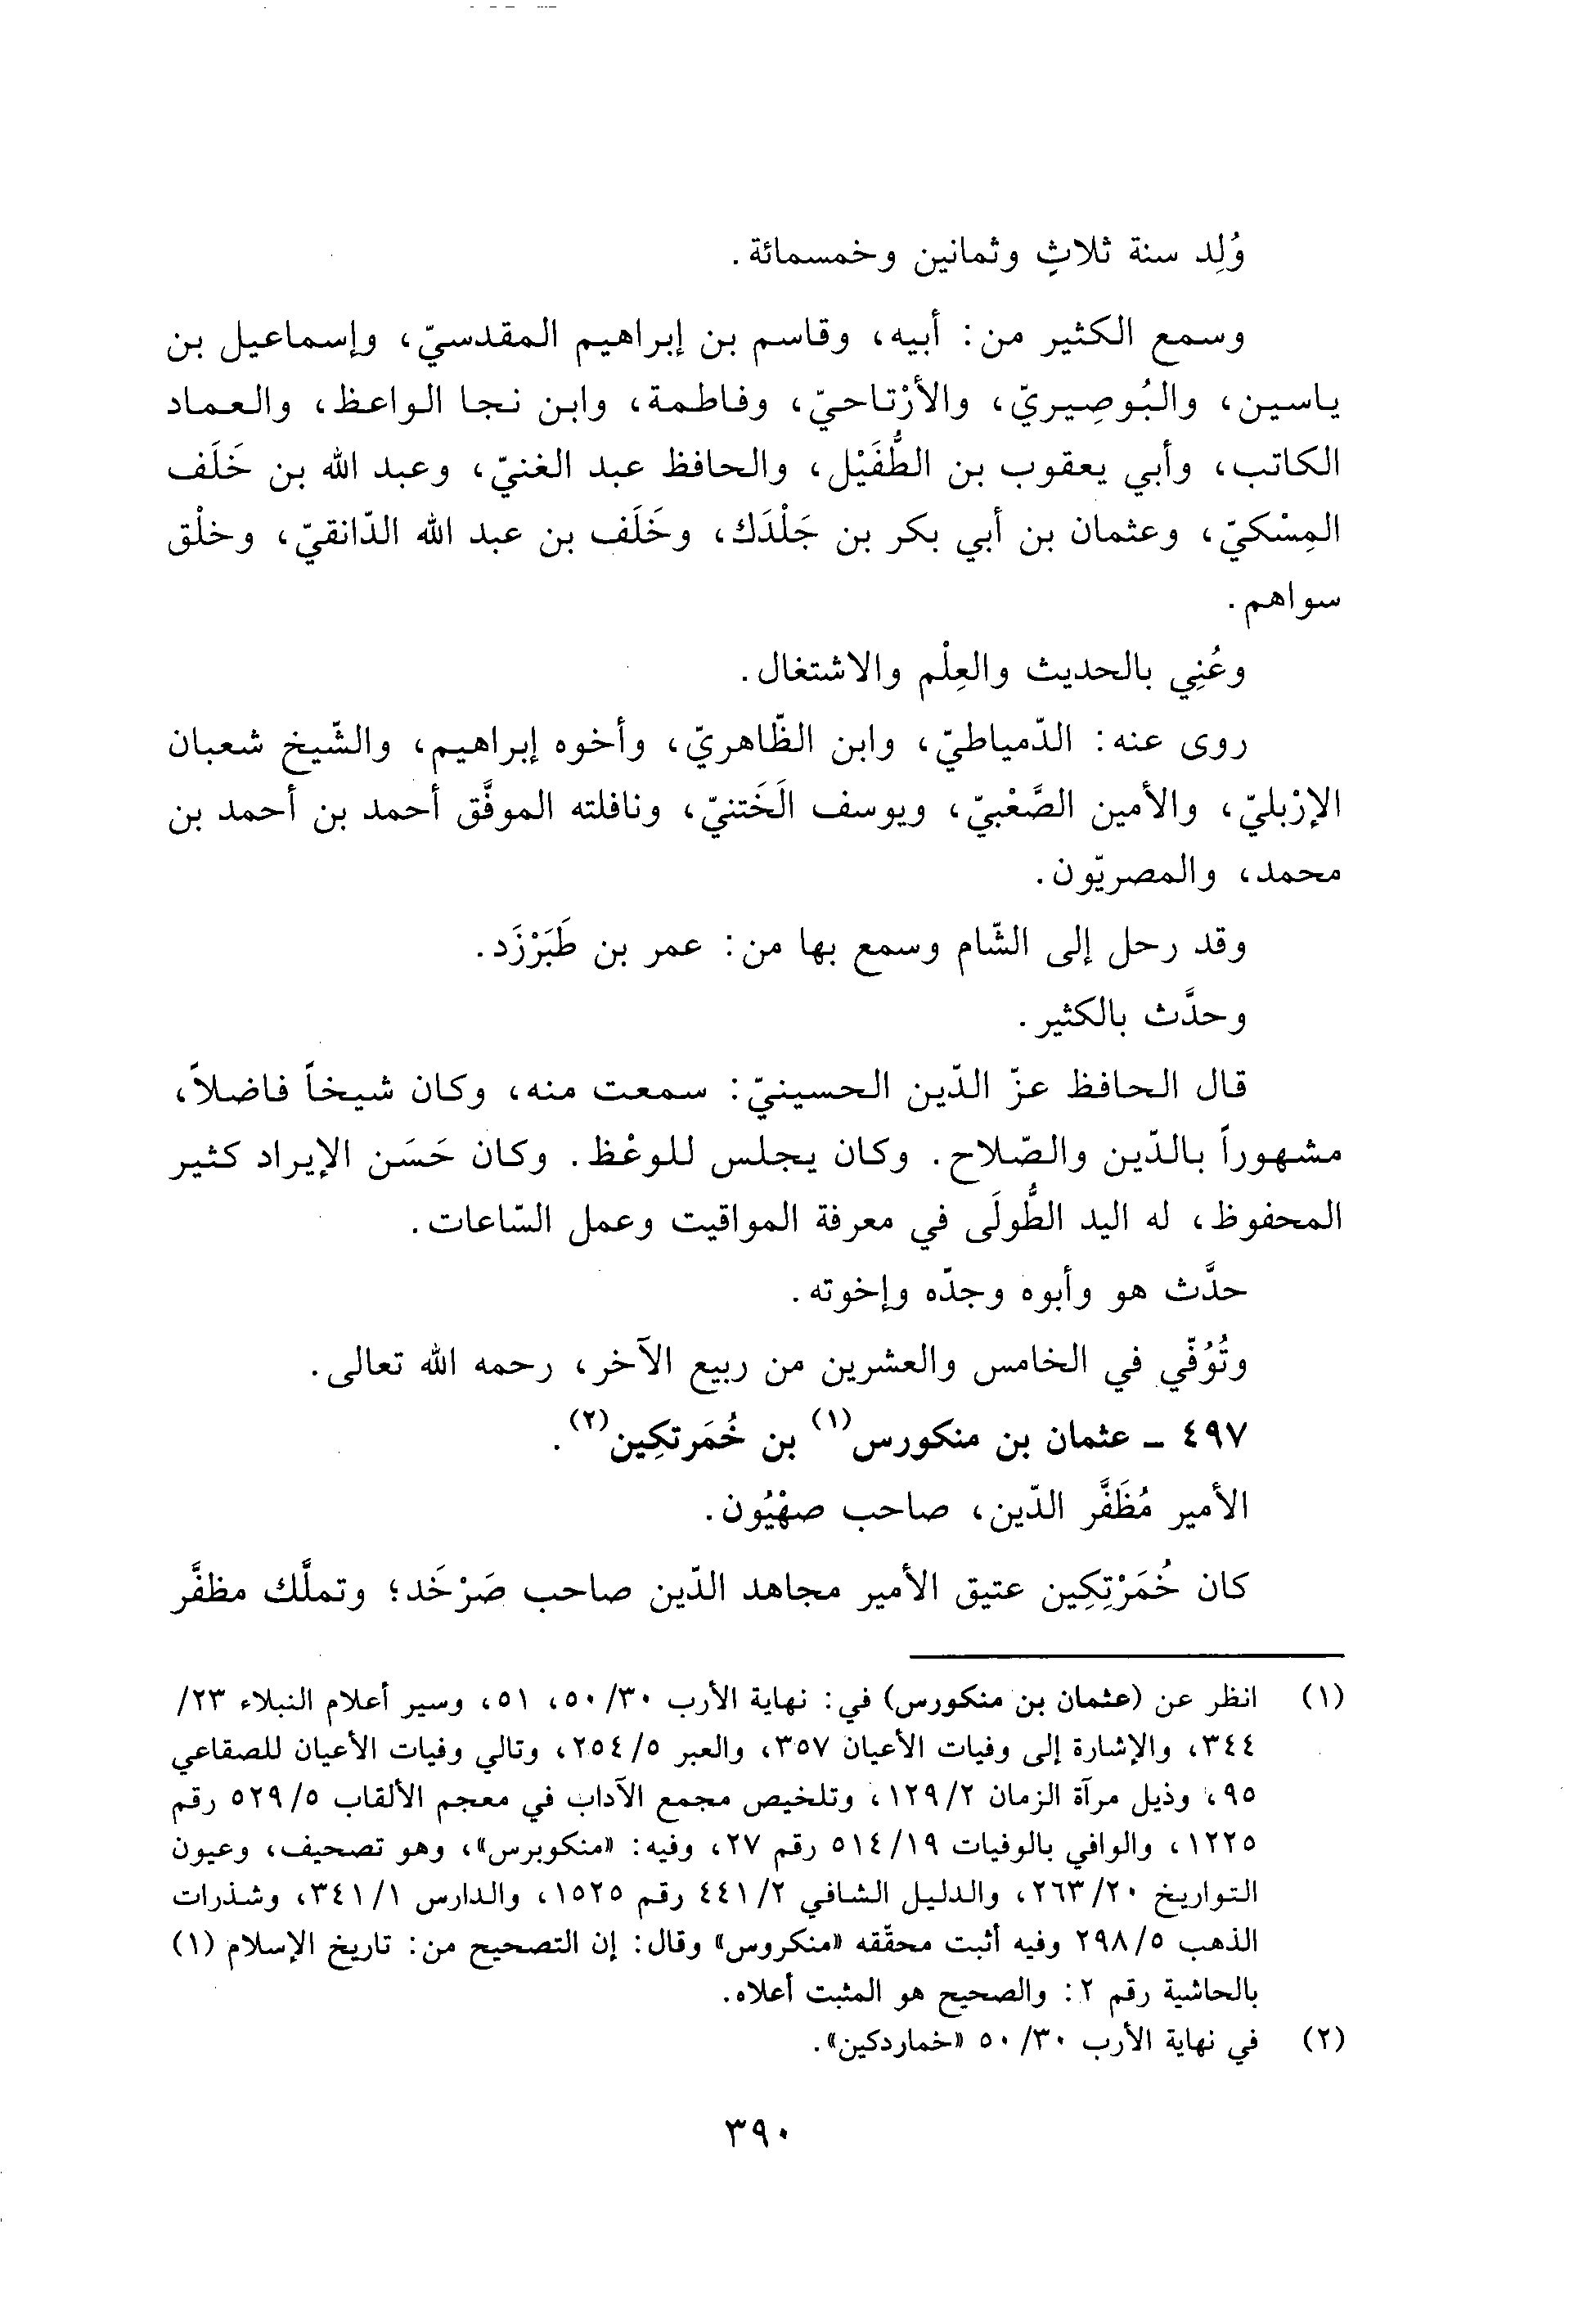 وُلِد سنة ثلاثٍ وثمانين وخمسمائة.
وسمع الكثير من: أبيه، وقاسم بن إبراهيم المقدسيّ، وإسماعيل بن
ياسين، والبُوصِيريّ، والأرْتاحيّ، وفاطمة، وابن نجا الواعظ، والعماد
الكاتب، وأبي يعقوب بن الطُّفَيْل، والحافظ عبد الغنيّ، وعبد الله بن خَلَف
المِسْكيّ، وعثمان بن أبي بكر بن جَلْدَك، وخَلَف بن عبد الله الدّانقيّ، وخلْق
سواهم.
وعُنِي بالحديث والعِلْم والاشتغال.
روى عنه: الدّمياطيّ، وابن الظّاهريّ، وأخوه إبراهيم، والشّيخ شعبان
الإرْبليّ، والأمين الصَّعْبيّ، ويوسف الَخَتنيّ، ونافلته الموفَّق أحمد بن أحمد بن
محمد، والمصريّون.
وقد رحل إلى الشّام وسمع بها من: عمر بن طَبَرْزَد.
وحدَّث بالكثير.
قال الحافظ عزّ الدّين الحسينيّ: سمعت منه، وكان شيخاً فاضلاً،
مشهوراً بالدّين والصّلاح. وكان يجلس للوعْظ. وكان حَسَن الإيراد كثير
المحفوظ، له اليد الطُّولَى في معرفة المواقيت وعمل السّاعات.
حدَّث هو وأبوه وجدّه وإخوته.
وتُوُفّي في الخامس والعشرين من ربيع الآخر، رحمه الله تعالى.
٤٩٧ ـ عثمان بن منكورس(١) بن خُمَرتكِين(٢).
الأمير مُظَفَّر الدّين، صاحب صهْيُون.
كان خُمَرْتِكِين عتيق الأمير مجاهد الدّين صاحب صَرْخَد؛ وتملَّك مظفَّر
(١) انظر عن (عثمان بن منكورس) في: نهاية الأرب ٥٠/٣٠، ٥١، وسير أعلام النبلاء ٢٣/
٣٤٤، والإشارة إلى وفيات الأعيان ٣٥٧، والعبر ٢٥٤/٥، وتالي وفيات الأعيان للصقاعي
٩٥، وذيل مرآة الزمان ١٢٩/٢، وتلخيص مجمع الآداب في معجم الألقاب ٥٢٩/٥ رقم
١٢٢٥، والوافي بالوفيات ٥١٤/١٩ رقم ٢٧، وفيه: «منكوبرس»، وهو تصحيف، وعيون
التواريخ ٢٦٣/٢٠، والدليل الشافي ٤٤١/٢ رقم ١٥٢٥، والدارس ٣٤١/١، وشذرات
الذهب ٢٩٨/٥ وفيه أثبت محقّقه «منكروس» وقال: إن التصحيح من: تاريخ الإسلام (١)
بالحاشية رقم ٢: والصحيح هو المثبت أعلاه.
(٢) في نهاية الأرب ٥٠/٣٠ «خماردكين».
٣٩٠